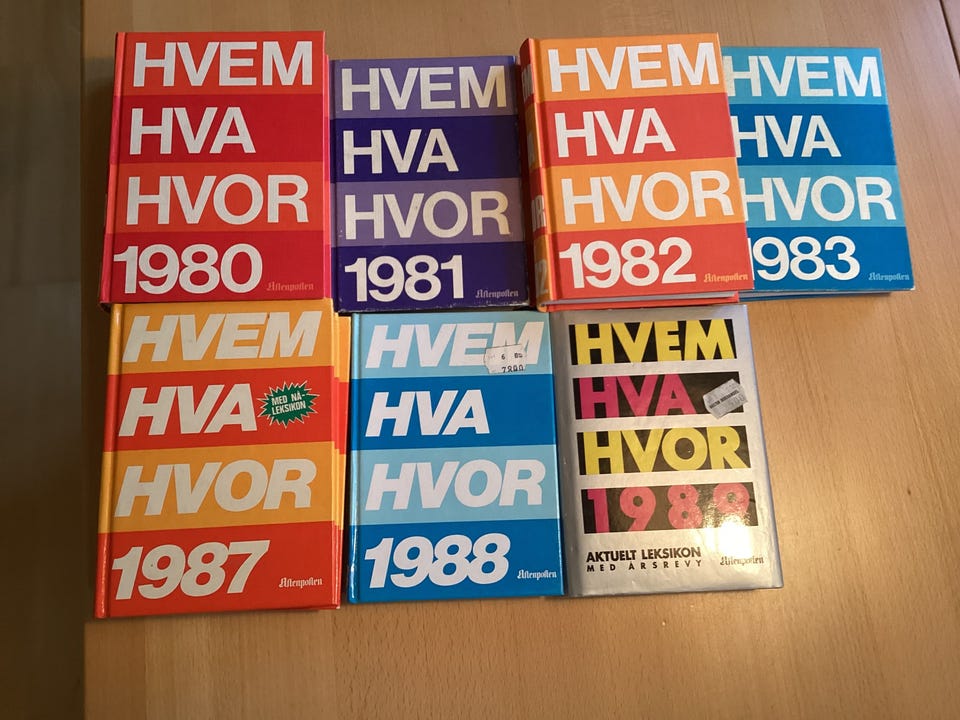 HVEM
HVA
HVOR
1980
Aftenposten
HVEM
HVA
HVOR
1981
Aftenposten
HVEM
HVA
HVOR
1982
Aftenposten
HVEM
HVA
HVOR
1983
Aftenposten
HVEM
HVA
MED NÅ-
LEKSIKON
HVOR
1987
Aftenposten
HVEM
HVA
HVOR
1988
Aftenposten
HVEM
HVA
HVOR
1989
AKTUELT LEKSIKON
MED ÅRSREVY
Aftenposten